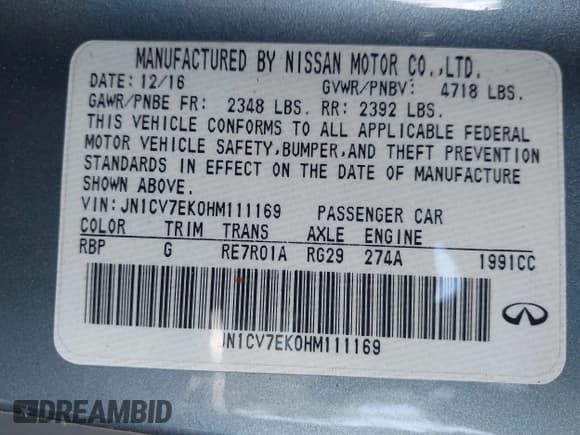 MANUFACTURED BY NISSAN MOTOR CO.,LTD.
DATE: 12/16 GVWR/PNBV: 4718 LBS.
GAWR/PNBE FR: 2348 LBS. RR: 2392 LBS.
THIS VEHICLE CONFORMS TO ALL APPLICABLE FEDERAL
MOTOR VEHICLE SAFETY,BUMPER,AND THEFT PREVENTION
STANDARDS IN EFFECT ON THE DATE OF MANUFACTURE
SHOWN ABOVE.
VIN:JN1CV7EK0HM111169 PASSENGER CAR
COLOR TRIM TRANS AXLE ENGINE
RBP G RE7R01A RG29 274A 1991CC
JN1CV7EK0HM111169
DREAMBID